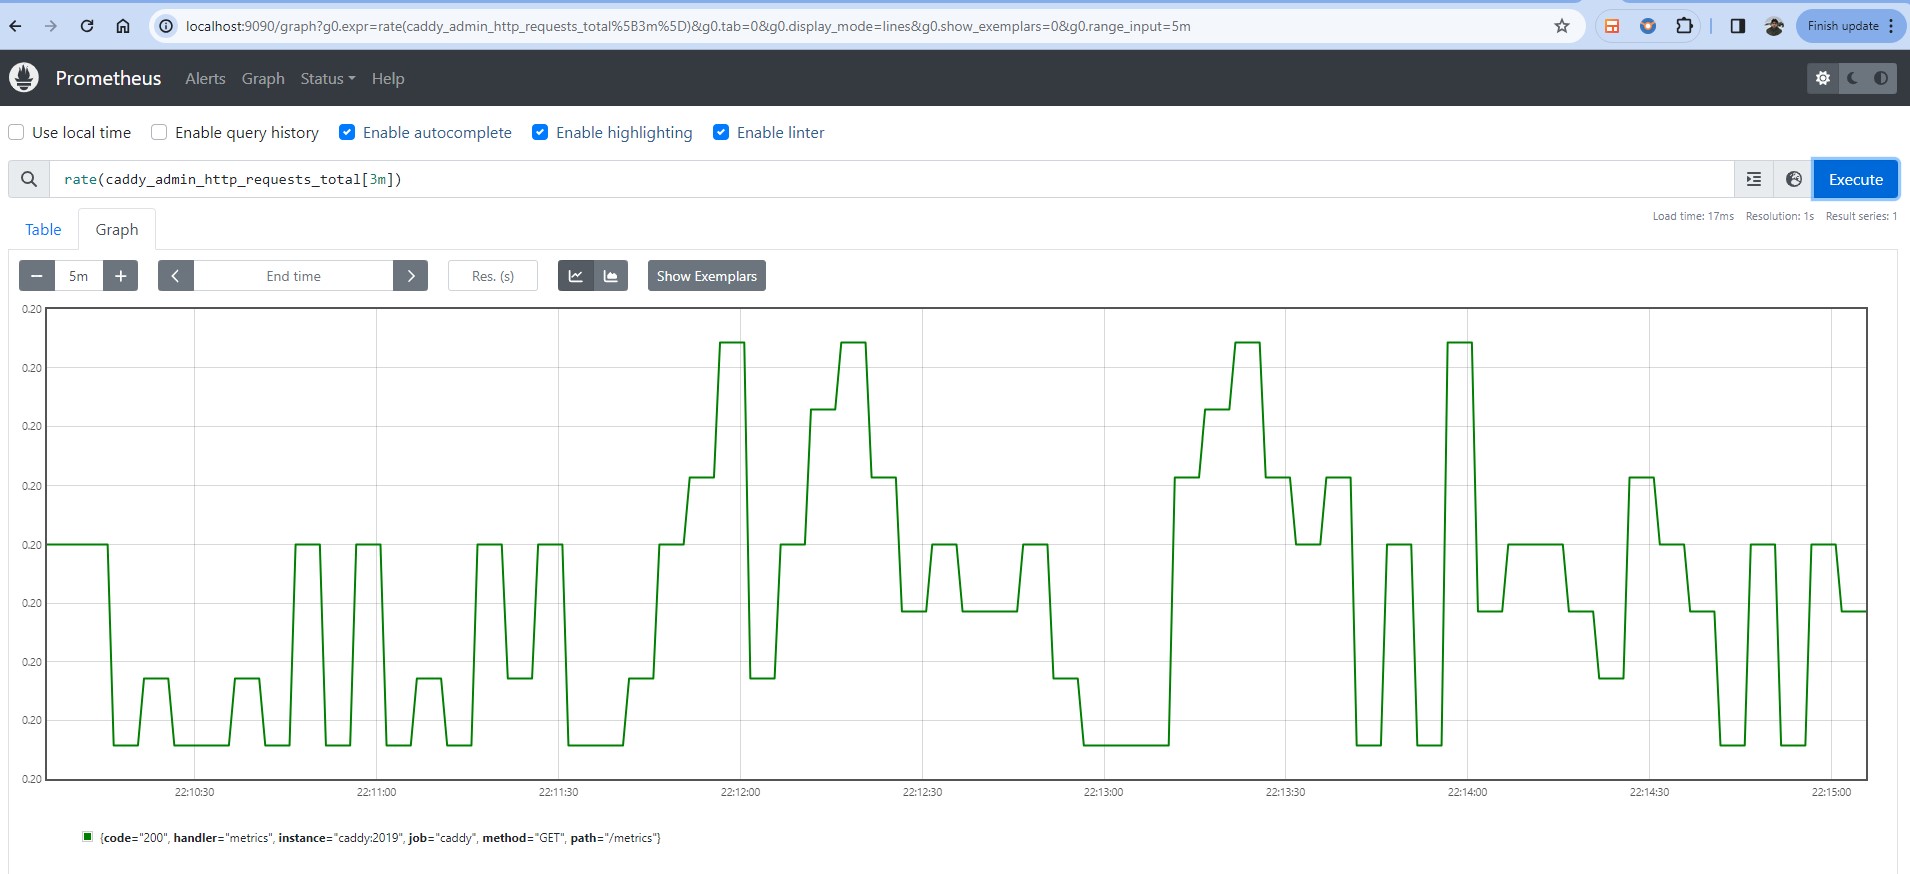 localhost:9090/graph?g0.expr=rate(caddy_admin_http_requests_total%5B3m%5D)&g0.tab=0&g0.display_mode=lines&g0.show_exemplars=0&g0.range_input=5m Finish update
Prometheus Alerts Graph Status Help
Use local time Enable query history Enable autocomplete Enable highlighting Enable linter
rate(caddy_admin_http_requests_total[3m]) Execute
Load time: 17ms Resolution: 1s Result series: 1
Table Graph
5m End time Res. (s) Show Exemplars
0.20
0.20
0.20
0.20
0.20
0.20
0.20
0.20
0.20
22:10:30 22:11:00 22:11:30 22:12:00 22:12:30 22:13:00 22:13:30 22:14:00 22:14:30 22:15:00
{code="200", handler="metrics", instance="caddy:2019", job="caddy", method="GET", path="/metrics"}